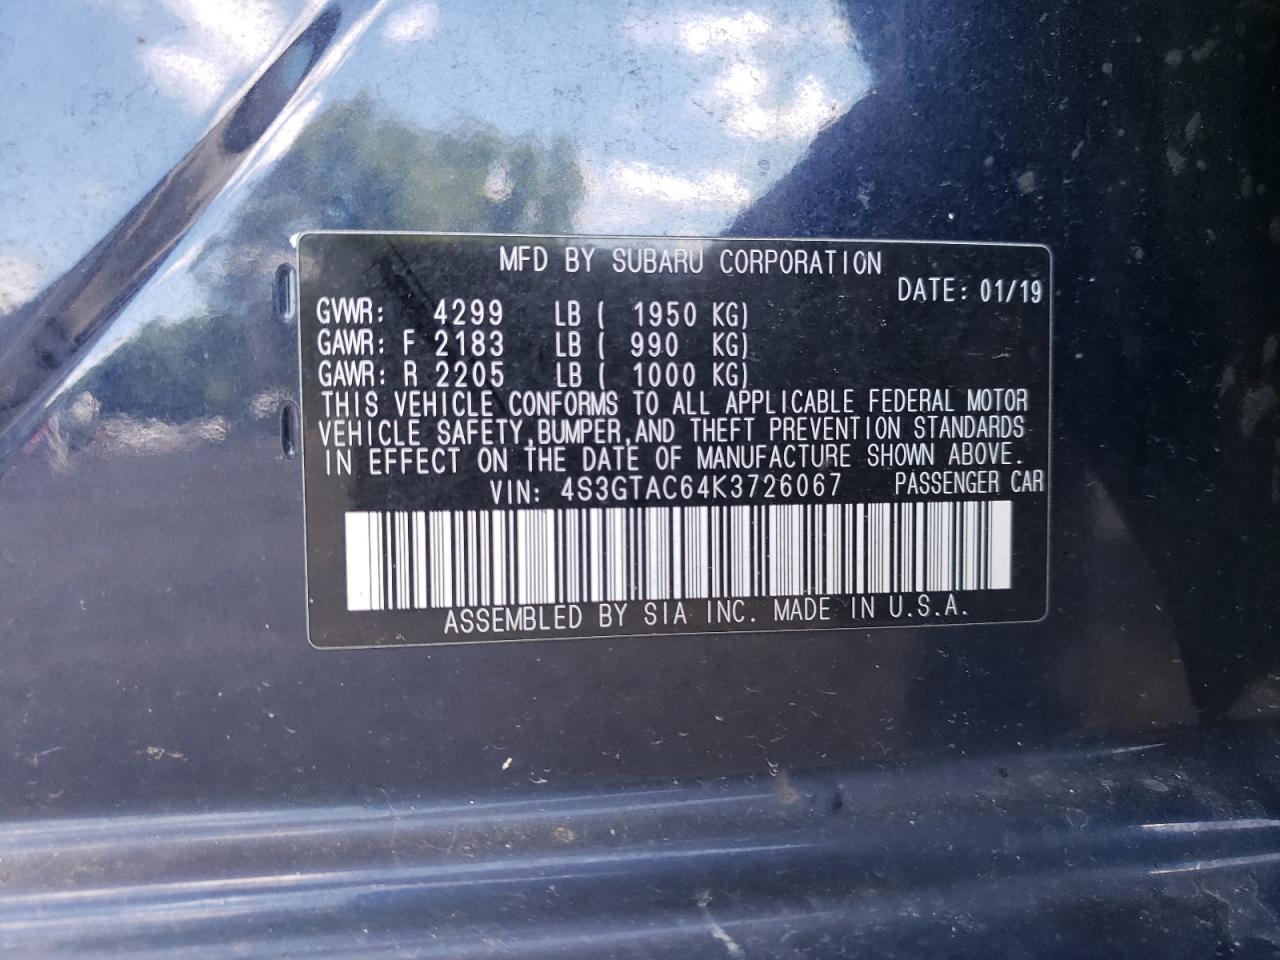 MFD BY SUBARU CORPORATION
DATE: 01/19
GVWR: 4299 LB ( 1950 KG)
GAWR: F 2183 LB ( 990 KG)
GAWR: R 2205 LB ( 1000 KG)
THIS VEHICLE CONFORMS TO ALL APPLICABLE FEDERAL MOTOR
VEHICLE SAFETY,BUMPER,AND THEFT PREVENTION STANDARDS
IN EFFECT ON THE DATE OF MANUFACTURE SHOWN ABOVE.
VIN: 4S3GTAC64K3726067 PASSENGER CAR
ASSEMBLED BY SIA INC. MADE IN U.S.A.